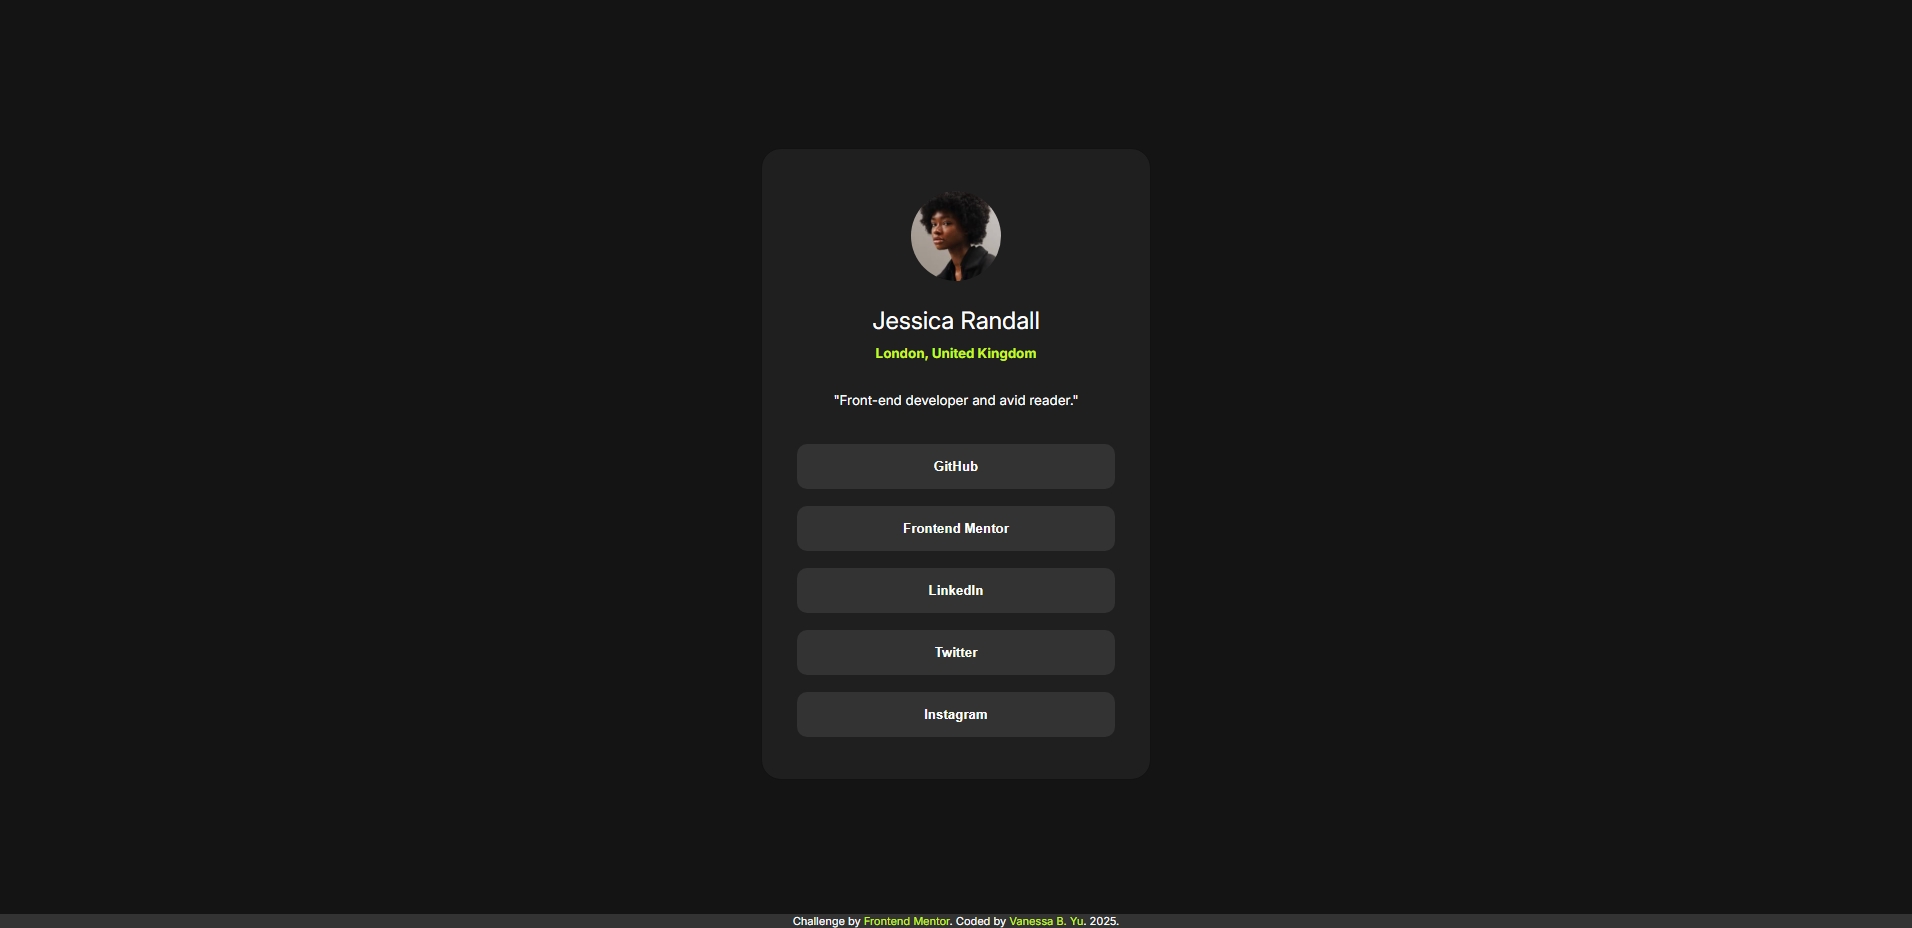 Jessica Randall
London, United Kingdom
"Front-end developer and avid reader."
GitHub
Frontend Mentor
LinkedIn
Twitter
Instagram
Challenge by Frontend Mentor. Coded by Vanessa B. Yu. 2025.